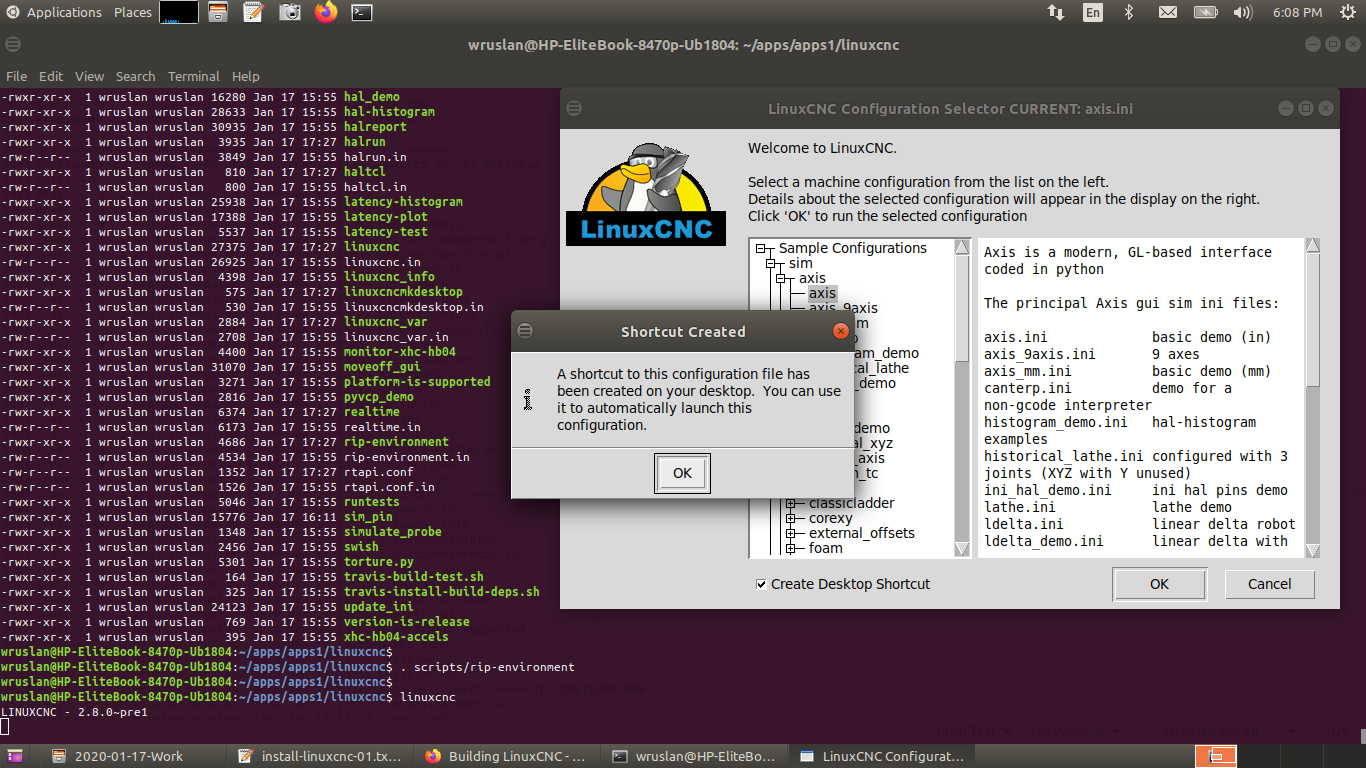 Applications Places En 6:08 PM
wruslan@HP-EliteBook-8470p-Ub1804: ~/apps/apps1/linuxcnc
File Edit View Search Terminal Help
-rwxr-xr-x 1 wruslan wruslan 16280 Jan 17 15:55 hal_demo
-rwxr-xr-x 1 wruslan wruslan 28633 Jan 17 15:55 hal-histogram
-rwxr-xr-x 1 wruslan wruslan 30935 Jan 17 15:55 halreport
-rwxr-xr-x 1 wruslan wruslan 3935 Jan 17 17:27 halrun
-rw-r--r-- 1 wruslan wruslan 3849 Jan 17 15:55 halrun.in
-rwxr-xr-x 1 wruslan wruslan 810 Jan 17 17:27 haltcl
-rw-r--r-- 1 wruslan wruslan 800 Jan 17 15:55 haltcl.in
-rwxr-xr-x 1 wruslan wruslan 25938 Jan 17 15:55 latency-histogram
-rwxr-xr-x 1 wruslan wruslan 17388 Jan 17 15:55 latency-plot
-rwxr-xr-x 1 wruslan wruslan 5537 Jan 17 15:55 latency-test
-rwxr-xr-x 1 wruslan wruslan 27375 Jan 17 17:27 linuxcnc
-rw-r--r-- 1 wruslan wruslan 26925 Jan 17 15:55 linuxcnc.in
-rwxr-xr-x 1 wruslan wruslan 4398 Jan 17 15:55 linuxcnc_info
-rwxr-xr-x 1 wruslan wruslan 575 Jan 17 17:27 linuxcncmkdesktop
-rw-r--r-- 1 wruslan wruslan 530 Jan 17 15:55 linuxcncmkdesktop.in
-rwxr-xr-x 1 wruslan wruslan 2884 Jan 17 17:27 linuxcnc_var
-rw-r--r-- 1 wruslan wruslan 2708 Jan 17 15:55 linuxcnc_var.in
-rwxr-xr-x 1 wruslan wruslan 4400 Jan 17 15:55 monitor-xhc-hb04
-rwxr-xr-x 1 wruslan wruslan 31070 Jan 17 15:55 moveoff_gui
-rwxr-xr-x 1 wruslan wruslan 3271 Jan 17 15:55 platform-is-supported
-rwxr-xr-x 1 wruslan wruslan 2816 Jan 17 15:55 pyvcp_demo
-rwxr-xr-x 1 wruslan wruslan 6374 Jan 17 17:27 realtime
-rw-r--r-- 1 wruslan wruslan 6173 Jan 17 15:55 realtime.in
-rwxr-xr-x 1 wruslan wruslan 4686 Jan 17 17:27 rip-environment
-rw-r--r-- 1 wruslan wruslan 4534 Jan 17 15:55 rip-environment.in
-rw-r--r-- 1 wruslan wruslan 1352 Jan 17 17:27 rtapi.conf
-rw-r--r-- 1 wruslan wruslan 1526 Jan 17 15:55 rtapi.conf.in
-rwxr-xr-x 1 wruslan wruslan 5046 Jan 17 15:55 runtests
-rwxr-xr-x 1 wruslan wruslan 15776 Jan 17 16:11 sim_pin
-rwxr-xr-x 1 wruslan wruslan 1348 Jan 17 15:55 simulate_probe
-rwxr-xr-x 1 wruslan wruslan 2456 Jan 17 15:55 swish
-rwxr-xr-x 1 wruslan wruslan 5301 Jan 17 15:55 torture.py
-rwxr-xr-x 1 wruslan wruslan 164 Jan 17 15:55 travis-build-test.sh
-rwxr-xr-x 1 wruslan wruslan 325 Jan 17 15:55 travis-install-build-deps.sh
-rwxr-xr-x 1 wruslan wruslan 24123 Jan 17 15:55 update_ini
-rwxr-xr-x 1 wruslan wruslan 769 Jan 17 15:55 version-is-release
-rwxr-xr-x 1 wruslan wruslan 395 Jan 17 15:55 xhc-hb04-accels
wruslan@HP-EliteBook-8470p-Ub1804:~/apps/apps1/linuxcnc$
wruslan@HP-EliteBook-8470p-Ub1804:~/apps/apps1/linuxcnc$ . scripts/rip-environment
wruslan@HP-EliteBook-8470p-Ub1804:~/apps/apps1/linuxcnc$
wruslan@HP-EliteBook-8470p-Ub1804:~/apps/apps1/linuxcnc$ linuxcnc
LINUXCNC - 2.8.0~pre1
LinuxCNC Configuration Selector CURRENT: axis.ini
LinuxCNC
Welcome to LinuxCNC.
Select a machine configuration from the list on the left.
Details about the selected configuration will appear in the display on the right.
Click 'OK' to run the selected configuration
Sample Configurations
sim
axis
axis
axis_9axis
m
o
am_demo
al_lathe
_demo
demo
al_xyz
_axis
n_tc
classicladder
corexy
external_offsets
foam
Axis is a modern, GL-based interface
coded in python
The principal Axis gui sim ini files:
axis.ini basic demo (in)
axis_9axis.ini 9 axes
axis_mm.ini basic demo (mm)
canterp.ini demo for a
non-gcode interpreter
histogram_demo.ini hal-histogram
examples
historical_lathe.ini configured with 3
joints (XYZ with Y unused)
ini_hal_demo.ini ini hal pins demo
lathe.ini lathe demo
ldelta.ini linear delta robot
ldelta_demo.ini linear delta with
Create Desktop Shortcut OK Cancel
Shortcut Created
A shortcut to this configuration file has
been created on your desktop. You can use
it to automatically launch this
configuration.
OK
2020-01-17-Work install-linuxcnc-01.tx... Building LinuxCNC - ... wruslan@HP-EliteBo... LinuxCNC Configurat...